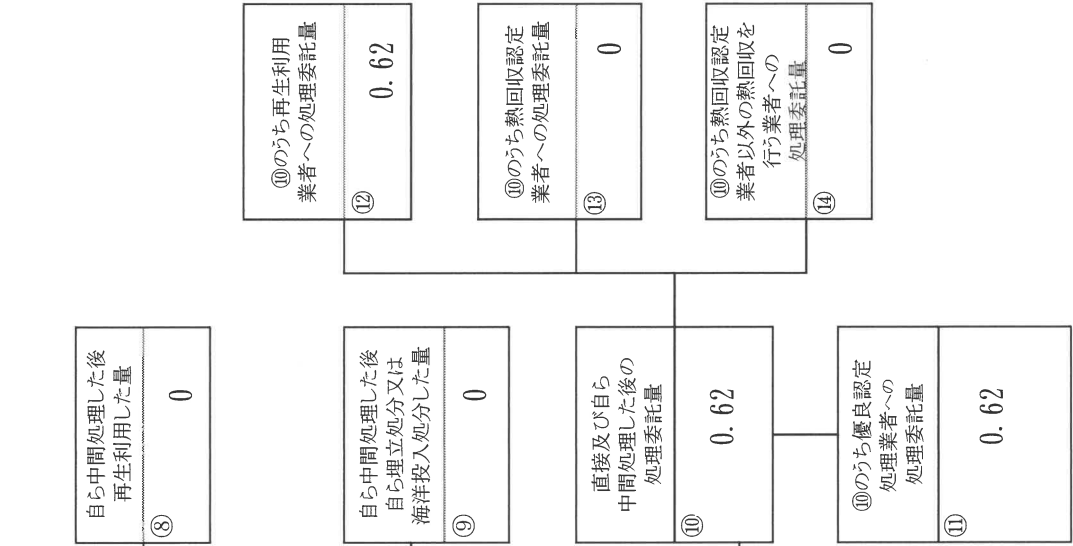 自ら中間処理した後
再生利用した量
⑧
0
自ら中間処理した後
自ら埋立処分又は
海洋投入処分した量
⑨
0
直接及び自ら
中間処理した後の
処理委託量
⑩
0.62
⑩のうち優良認定
処理業者への
処理委託量
⑪
0.62
⑩のうち再生利用
業者への処理委託量
⑫
0.62
⑩のうち熱回収認定
業者への処理委託量
⑬
0
⑩のうち熱回収認定
業者以外の熱回収を
行う業者への
処理委託量
⑭
0